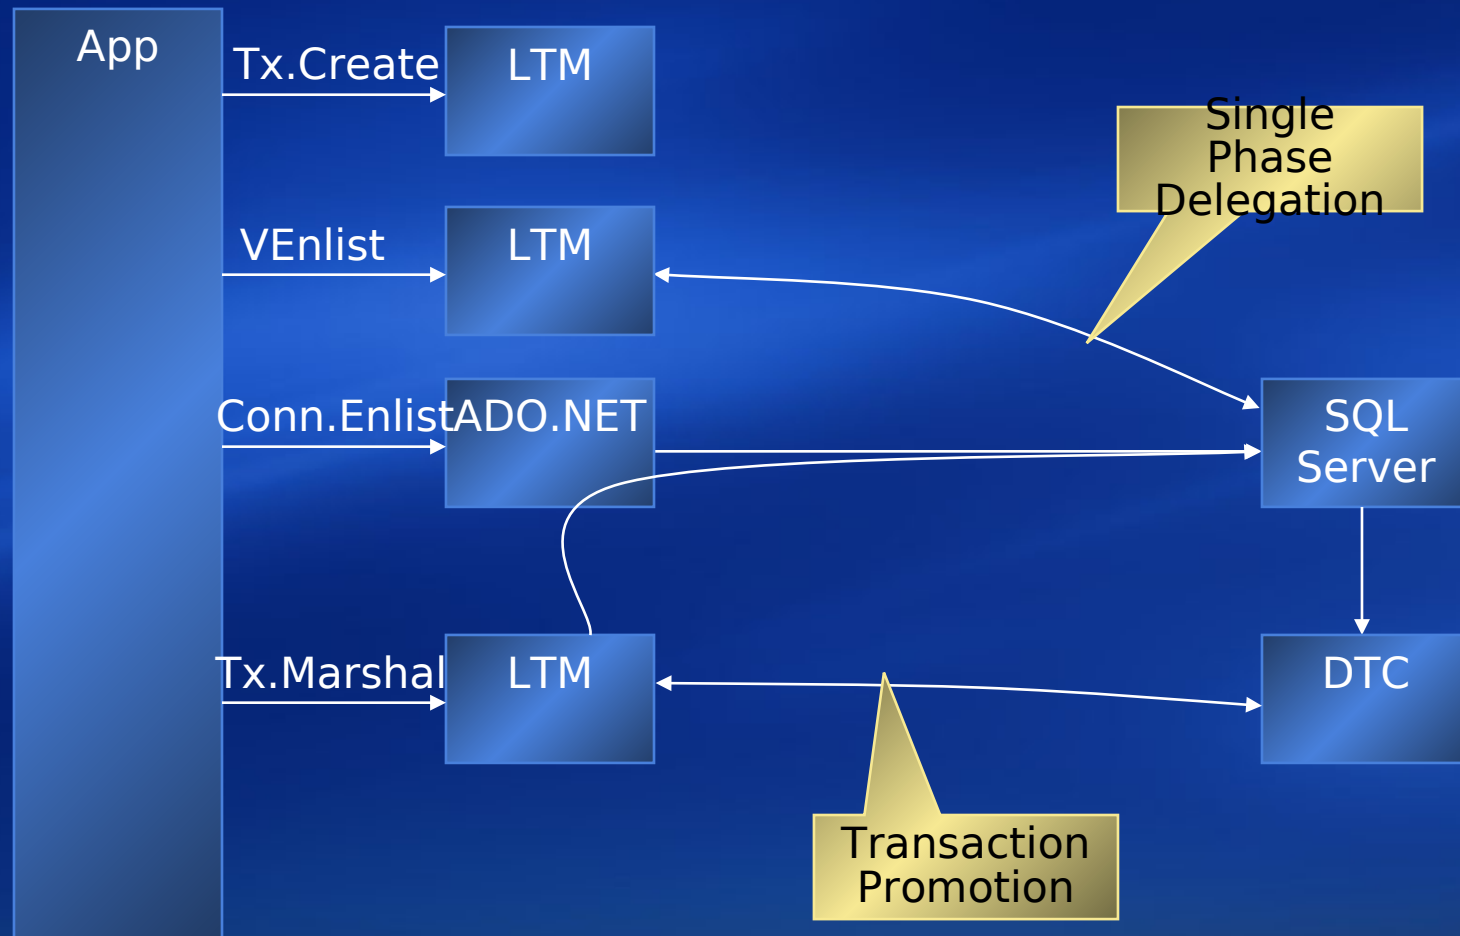 App
Tx.Create
LTM
Single
Phase
Delegation
VEnlist
LTM
Conn.Enlist
ADO.NET
SQL
Server
Tx.Marshal
LTM
DTC
Transaction
Promotion